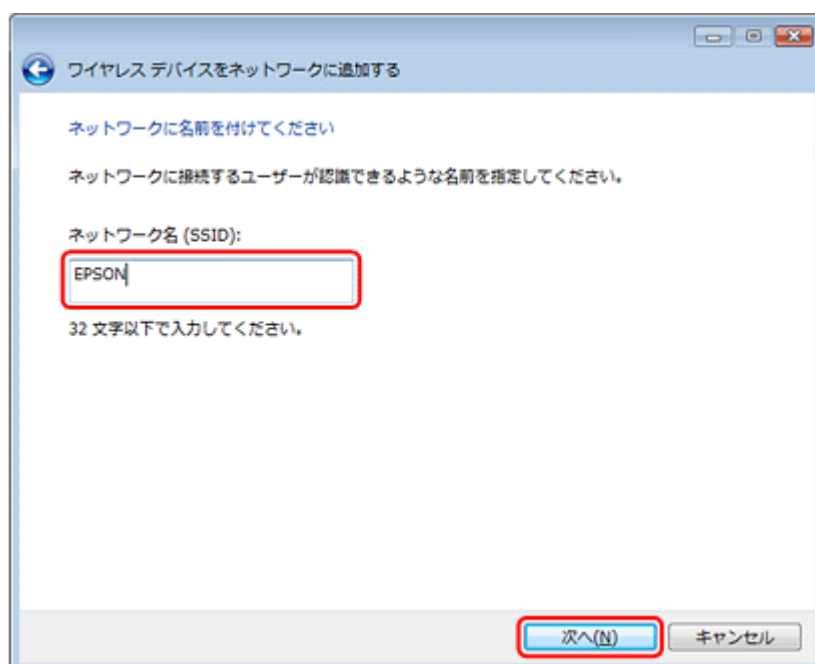 ワイヤレス デバイスをネットワークに追加する
ネットワークに名前を付けてください
ネットワークに接続するユーザーが認識できるような名前を指定してください。
ネットワーク名 (SSID):
EPSON
32 文字以下で入力してください。
次へ(N) キャンセル